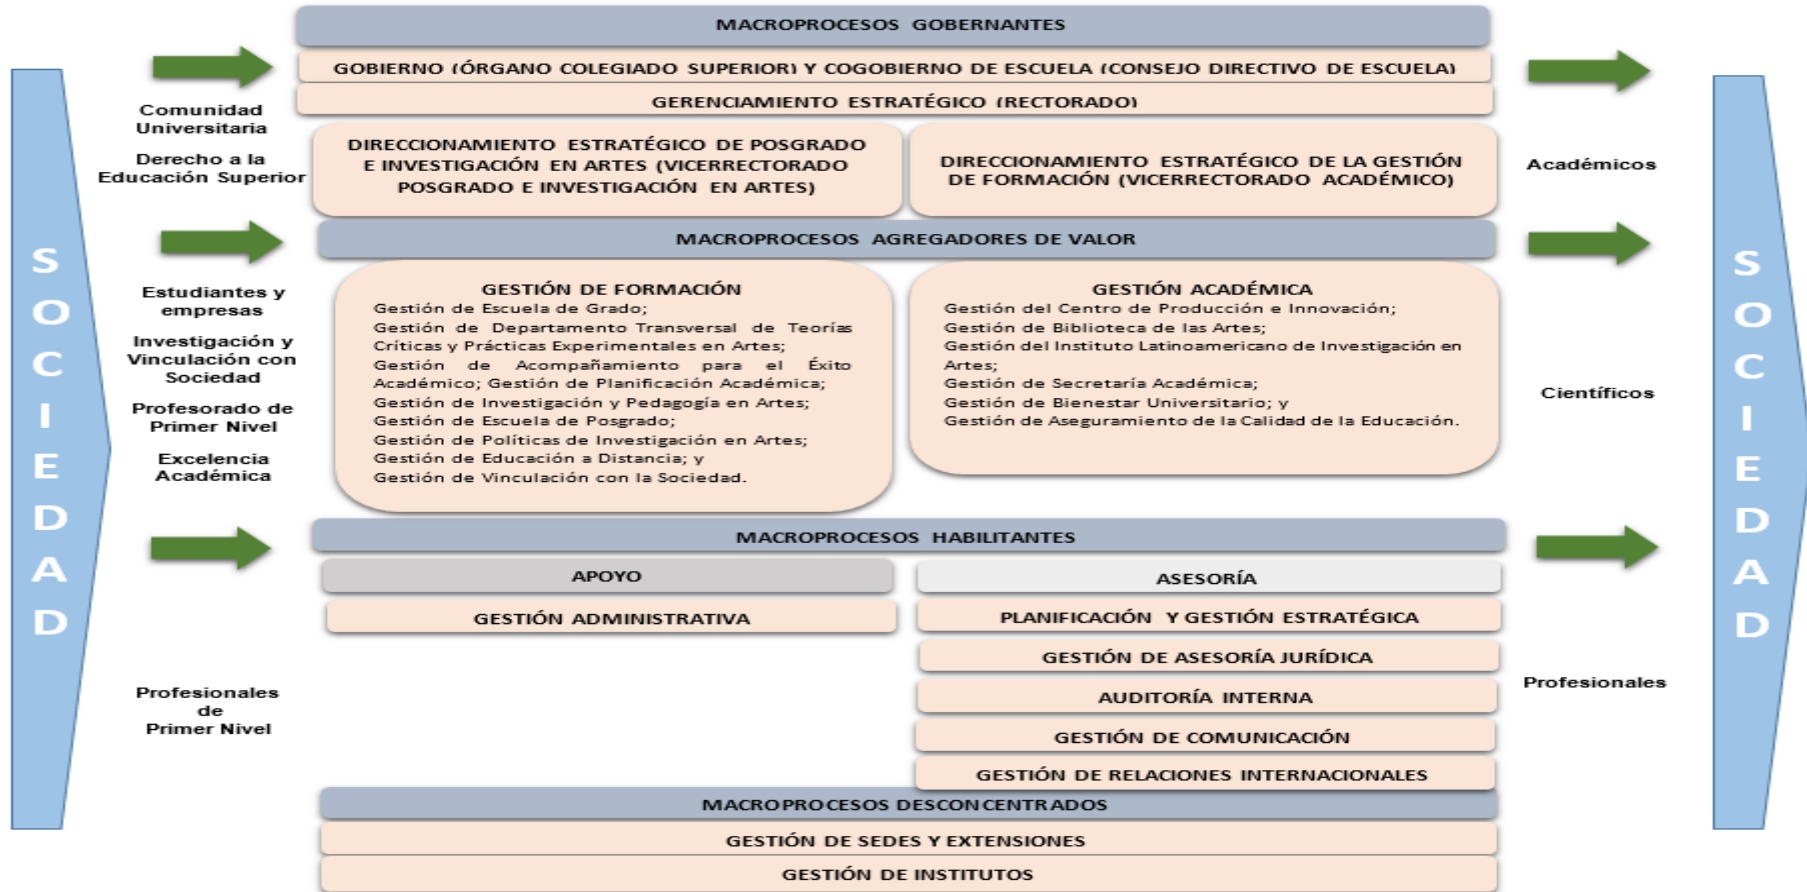 MACROPROCESOS GOBERNANTES
GOBIERNO (ÓRGANO COLEGIADO SUPERIOR) Y COGOBIERNO DE ESCUELA (CONSEJO DIRECTIVO DE ESCUELA)
GERENCIAMIENTO ESTRATÉGICO (RECTORADO)
DIRECCIONAMIENTO ESTRATÉGICO DE POSGRADO
E INVESTIGACIÓN EN ARTES (VICERRECTORADO
POSGRADO E INVESTIGACIÓN EN ARTES)
DIRECCIONAMIENTO ESTRATÉGICO DE LA GESTIÓN
DE FORMACIÓN (VICERRECTORADO ACADÉMICO)
SOCIEDAD
Comunidad
Universitaria
Derecho a la
Educación Superior
Académicos
MACROPROCESOS AGREGADORES DE VALOR
Estudiantes y
empresas
Investigación y
Vinculación con
Sociedad
Profesorado de
Primer Nivel
Excelencia
Académica
GESTIÓN DE FORMACIÓN
Gestión de Escuela de Grado;
Gestión de Departamento Transversal de Teorías
Críticas y Prácticas Experimentales en Artes;
Gestión de Acompañamiento para el Éxito
Académico; Gestión de Planificación Académica;
Gestión de Investigación y Pedagogía en Artes;
Gestión de Escuela de Posgrado;
Gestión de Políticas de Investigación en Artes;
Gestión de Educación a Distancia; y
Gestión de Vinculación con la Sociedad.
GESTIÓN ACADÉMICA
Gestión del Centro de Producción e Innovación;
Gestión de Biblioteca de las Artes;
Gestión del Instituto Latinoamericano de Investigación en
Artes;
Gestión de Secretaría Académica;
Gestión de Bienestar Universitario; y
Gestión de Aseguramiento de la Calidad de la Educación.
Científicos
MACROPROCESOS HABILITANTES
APOYO
GESTIÓN ADMINISTRATIVA
ASESORÍA
PLANIFICACIÓN Y GESTIÓN ESTRATÉGICA
GESTIÓN DE ASESORÍA JURÍDICA
AUDITORÍA INTERNA
GESTIÓN DE COMUNICACIÓN
GESTIÓN DE RELACIONES INTERNACIONALES
Profesionales
de
Primer Nivel
Profesionales
MACROPROCESOS DESCONCENTRADOS
GESTIÓN DE SEDES Y EXTENSIONES
GESTIÓN DE INSTITUTOS
SOCIEDAD